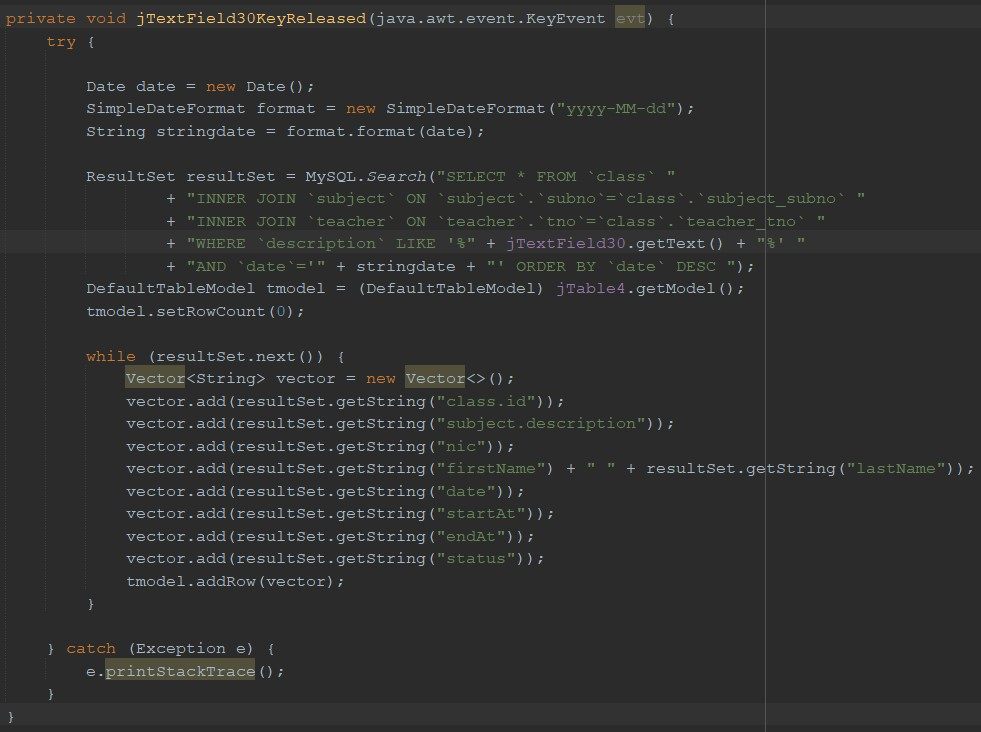 private void jTextField30KeyReleased(java.awt.event.KeyEvent evt) {
    try {

        Date date = new Date();
        SimpleDateFormat format = new SimpleDateFormat("yyyy-MM-dd");
        String stringdate = format.format(date);

        ResultSet resultSet = MySQL.Search("SELECT * FROM `class` "
                + "INNER JOIN `subject` ON `subject`.`subno`=`class`.`subject_subno` "
                + "INNER JOIN `teacher` ON `teacher`.`tno`=`class`.`teacher_tno` "
                + "WHERE `description` LIKE '%" + jTextField30.getText() + "%' "
                + "AND `date`='" + stringdate + "' ORDER BY `date` DESC ");
        DefaultTableModel tmodel = (DefaultTableModel) jTable4.getModel();
        tmodel.setRowCount(0);

        while (resultSet.next()) {
            Vector<String> vector = new Vector<>();
            vector.add(resultSet.getString("class.id"));
            vector.add(resultSet.getString("subject.description"));
            vector.add(resultSet.getString("nic"));
            vector.add(resultSet.getString("firstName") + " " + resultSet.getString("lastName"));
            vector.add(resultSet.getString("date"));
            vector.add(resultSet.getString("startAt"));
            vector.add(resultSet.getString("endAt"));
            vector.add(resultSet.getString("status"));
            tmodel.addRow(vector);
        }

    } catch (Exception e) {
        e.printStackTrace();
    }
}